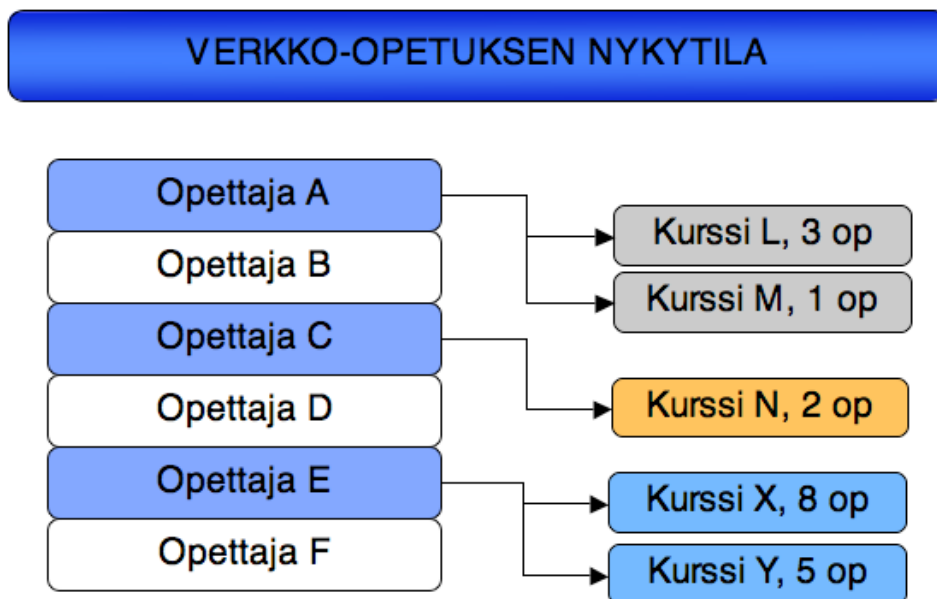 VERKKO-OPETUKSEN NYKYTILA
Opettaja A
Opettaja B
Opettaja C
Opettaja D
Opettaja E
Opettaja F
Kurssi L, 3 op
Kurssi M, 1 op
Kurssi N, 2 op
Kurssi X, 8 op
Kurssi Y, 5 op